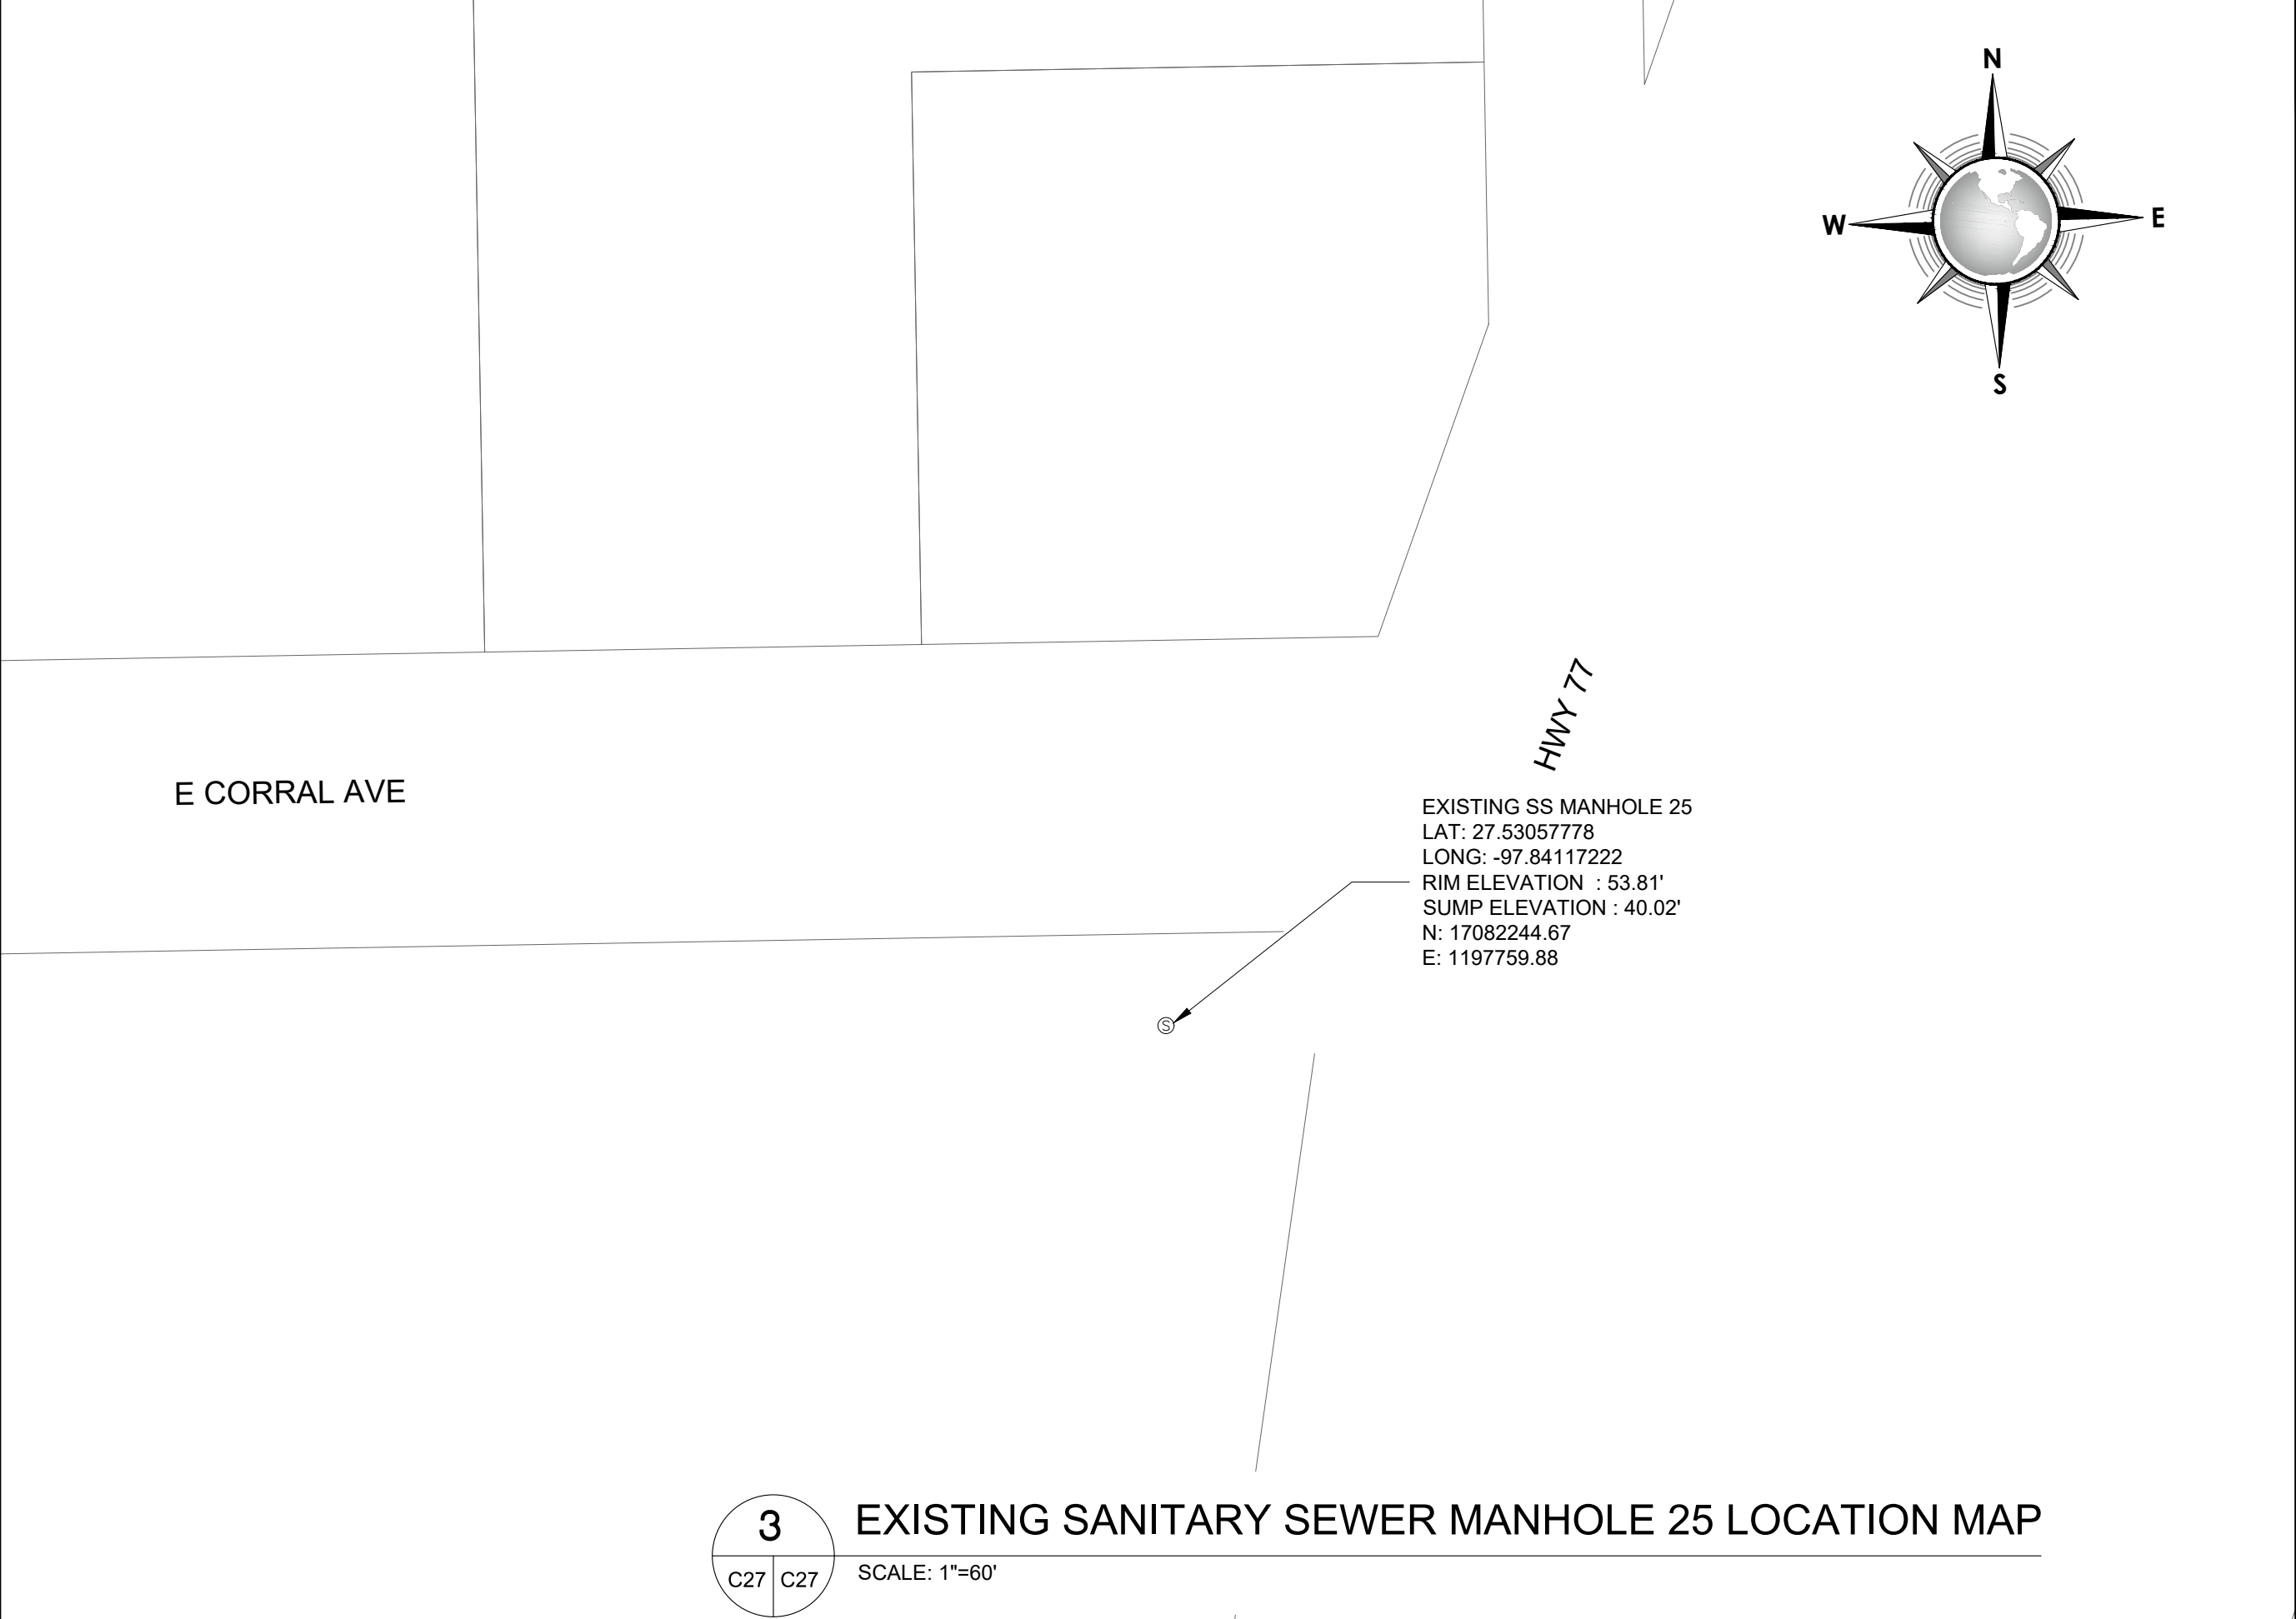 N
W
E
S
HWY 77
E CORRAL AVE
EXISTING SS MANHOLE 25
LAT: 27.53057778
LONG: -97.84117222
RIM ELEVATION : 53.81'
SUMP ELEVATION : 40.02'
N: 17082244.67
E: 1197759.88
S
3
EXISTING SANITARY SEWER MANHOLE 25 LOCATION MAP
C27 C27
SCALE: 1"=60'